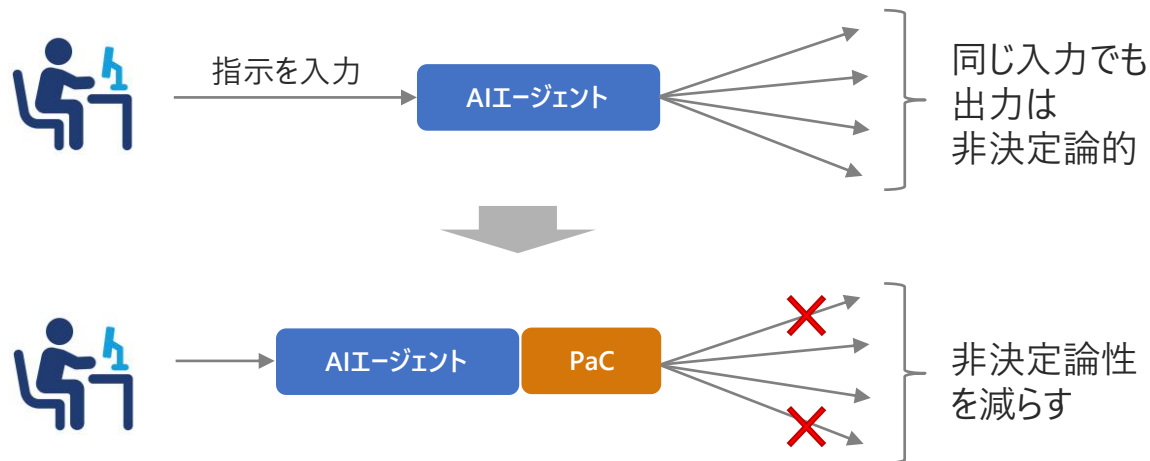 指示を入力
AIエージェント
同じ入力でも
出力は
非決定論的
AIエージェント
PaC
非決定論性
を減らす